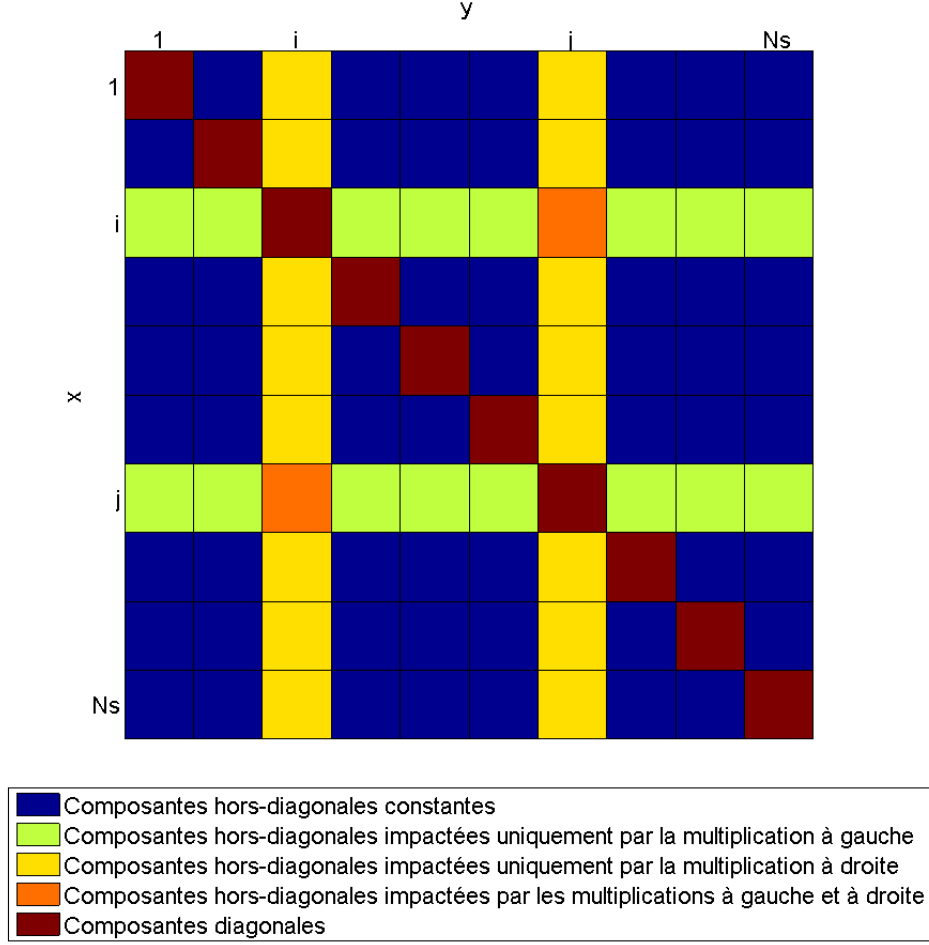 y
1 i j Ns
1
i
x
j
Ns
Composantes hors-diagonales constantes
Composantes hors-diagonales impactées uniquement par la multiplication à gauche
Composantes hors-diagonales impactées uniquement par la multiplication à droite
Composantes hors-diagonales impactées par les multiplications à gauche et à droite
Composantes diagonales